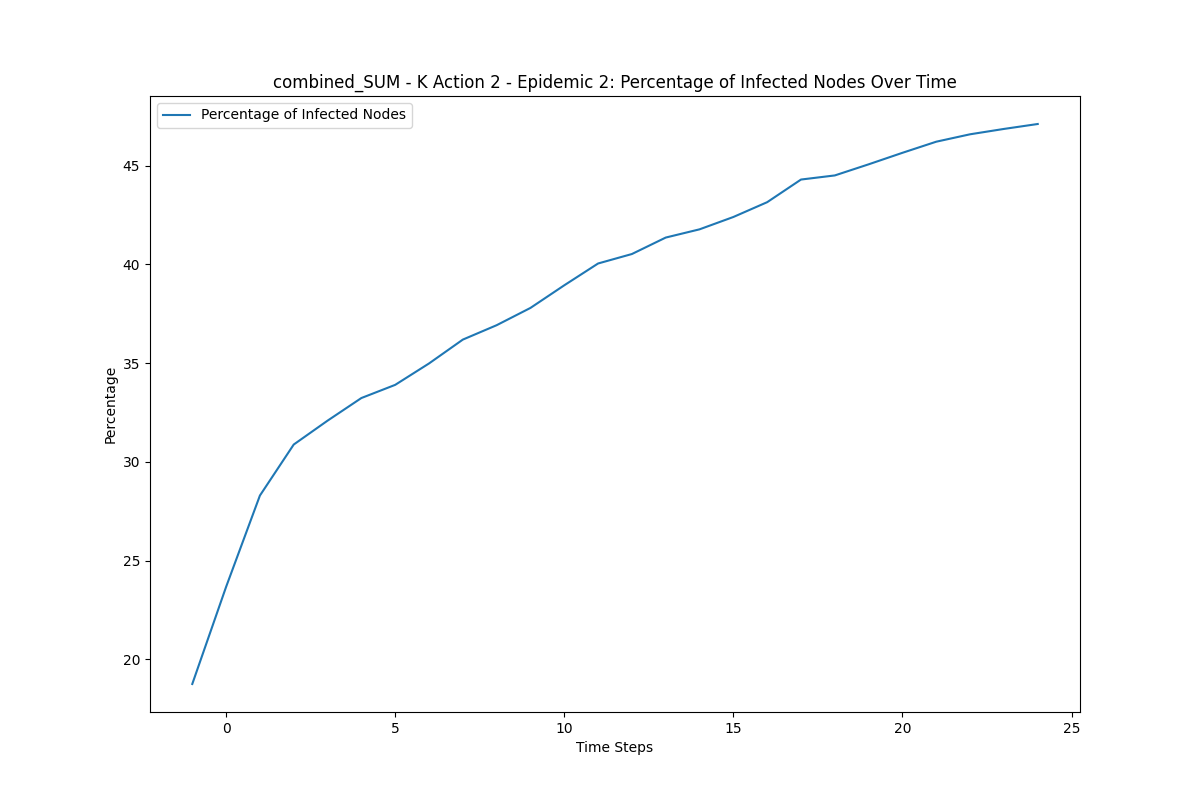 combined_SUM - K Action 2 - Epidemic 2: Percentage of Infected Nodes Over Time
Percentage of Infected Nodes
45
40
35
30
25
20
Percentage
0 5 10 15 20 25
Time Steps